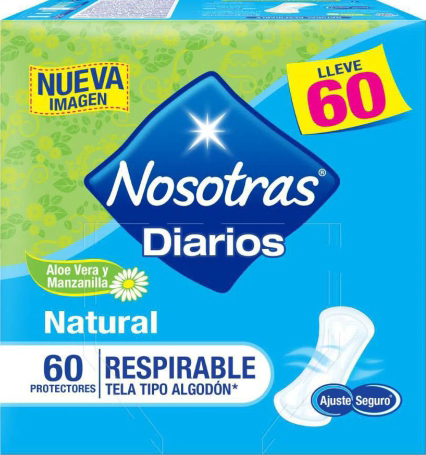 NUEVA
IMAGEN
LLEVE
60
Nosotras®
Diarios
Aloe Vera y
Manzanilla
Natural
60
PROTECTORES
RESPIRABLE
TELA TIPO ALGODÓN*
Ajuste Seguro®